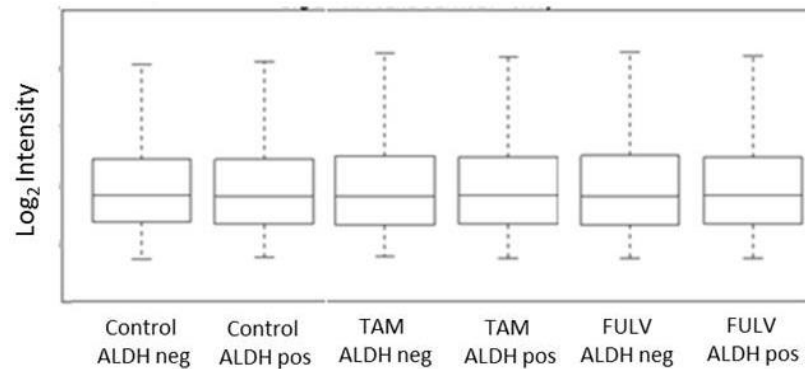 Log₂ Intensity
Control Control TAM TAM FULV FULV
ALDH neg ALDH pos ALDH neg ALDH pos ALDH neg ALDH pos